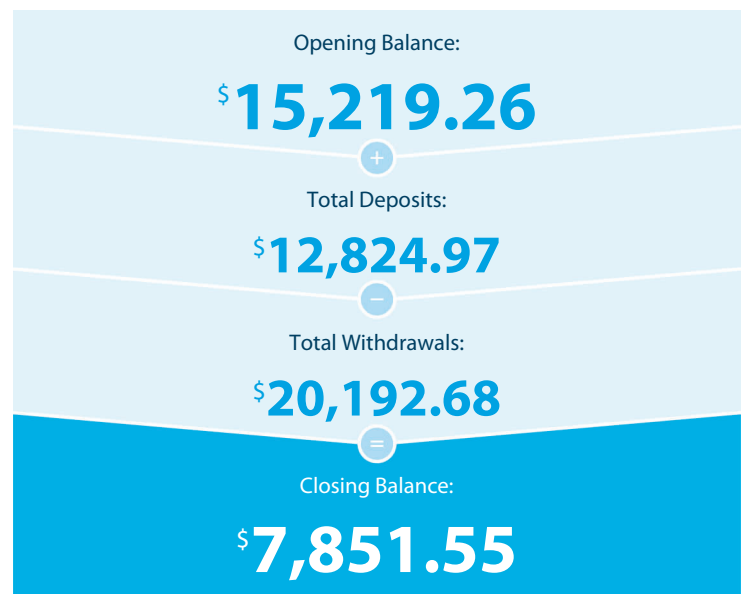 Opening Balance:
$15,219.26
+
Total Deposits:
$12,824.97
−
Total Withdrawals:
$20,192.68
=
Closing Balance:
$7,851.55